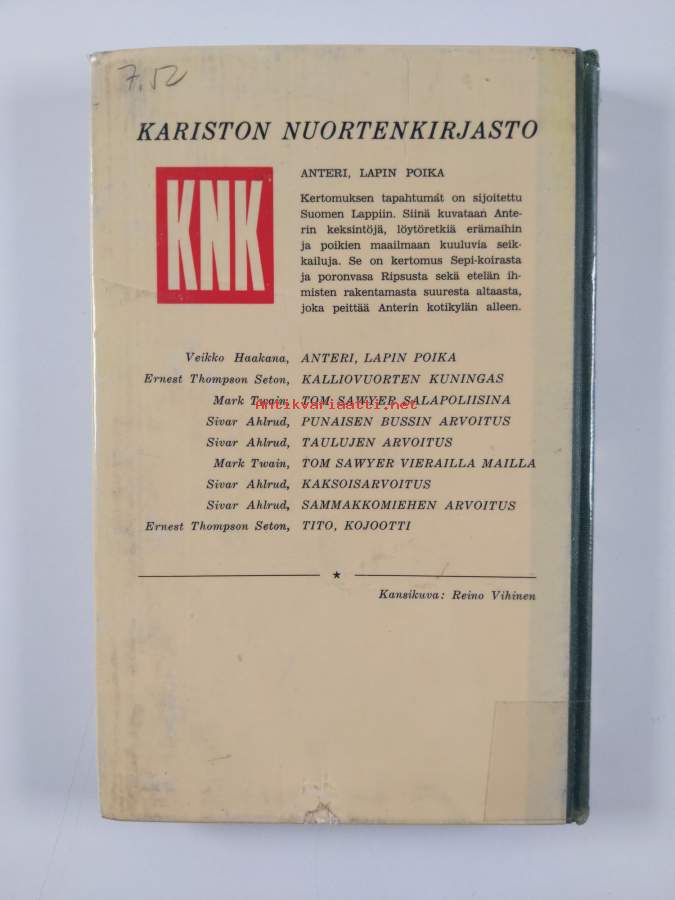 7.52
KARISTON NUORTENKIRJASTO
KNK
ANTERI, LAPIN POIKA
Kertomuksen tapahtumat on sijoitettu
Suomen Lappiin. Siinä kuvataan Ante-
rin keksintöjä, löytöretkiä erämaihin
ja poikien maailmaan kuuluvia seik-
kailuja. Se on kertomus Sepi-koirasta
ja poronvasa Ripsusta sekä etelän ih-
misten rakentamasta suuresta altaasta,
joka peittää Anterin kotikylän alleen.
Veikko Haakana, ANTERI, LAPIN POIKA
Ernest Thompson Seton, KALLIOVUORTEN KUNINGAS
Mark Twain, TOM SAWYER SALAPOLIISINA
Antikvariaatti.net
Sivar Ahlrud, PUNAISEN BUSSIN ARVOITUS
Sivar Ahlrud, TAULUJEN ARVOITUS
Mark Twain, TOM SAWYER VIERAILLA MAILLA
Sivar Ahlrud, KAKSOISARVOITUS
Sivar Ahlrud, SAMMAKKOMIEHEN ARVOITUS
Ernest Thompson Seton, TITO, KOJOOTTI
Kansikuva: Reino Vihinen